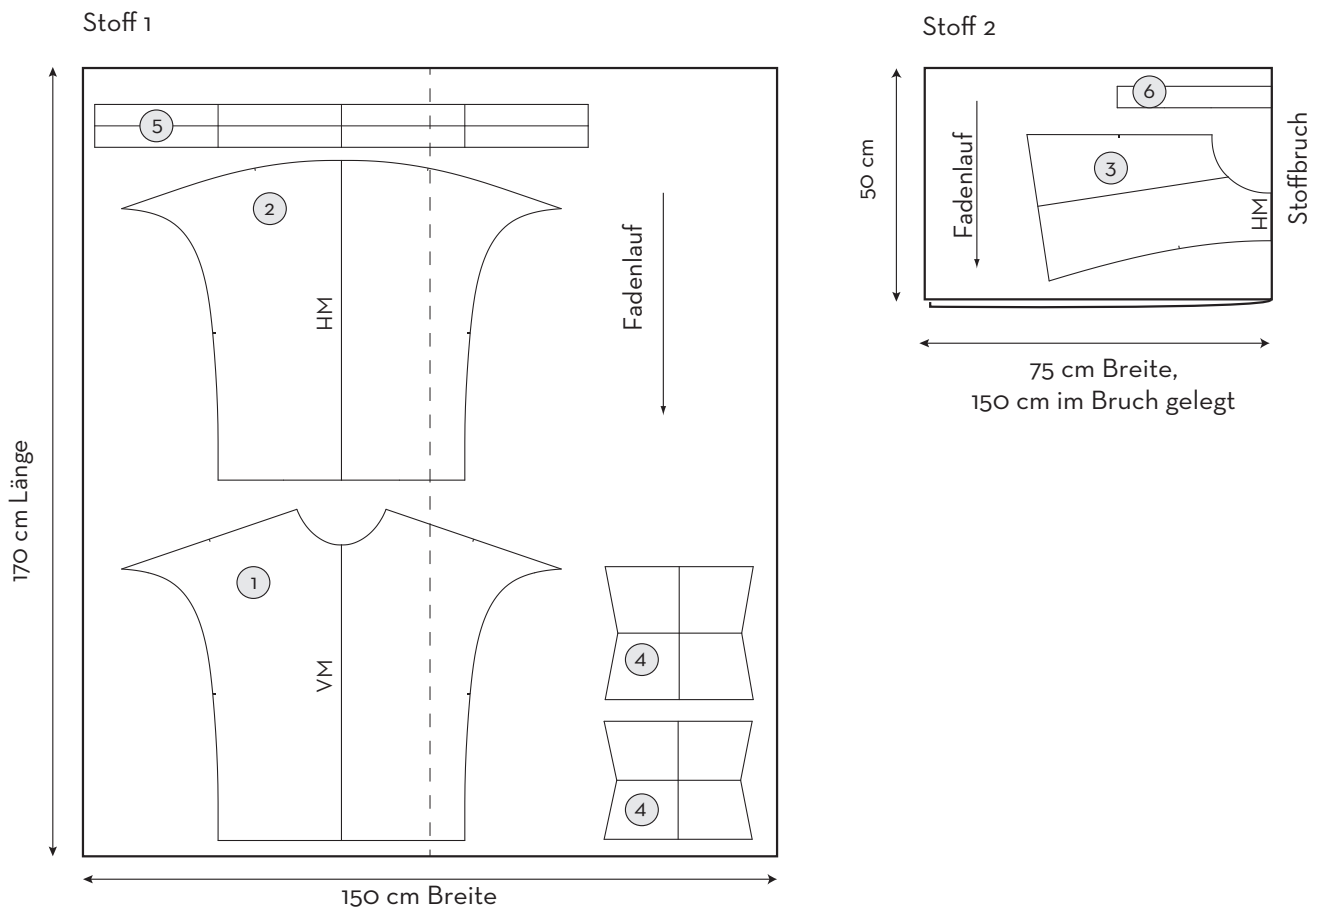 Stoff 1
5
2
HM
Fadenlauf
170 cm Länge
1
VM
4
4
150 cm Breite
Stoff 2
6
50 cm
Fadenlauf
3
HM
Stoffbruch
75 cm Breite,
150 cm im Bruch gelegt